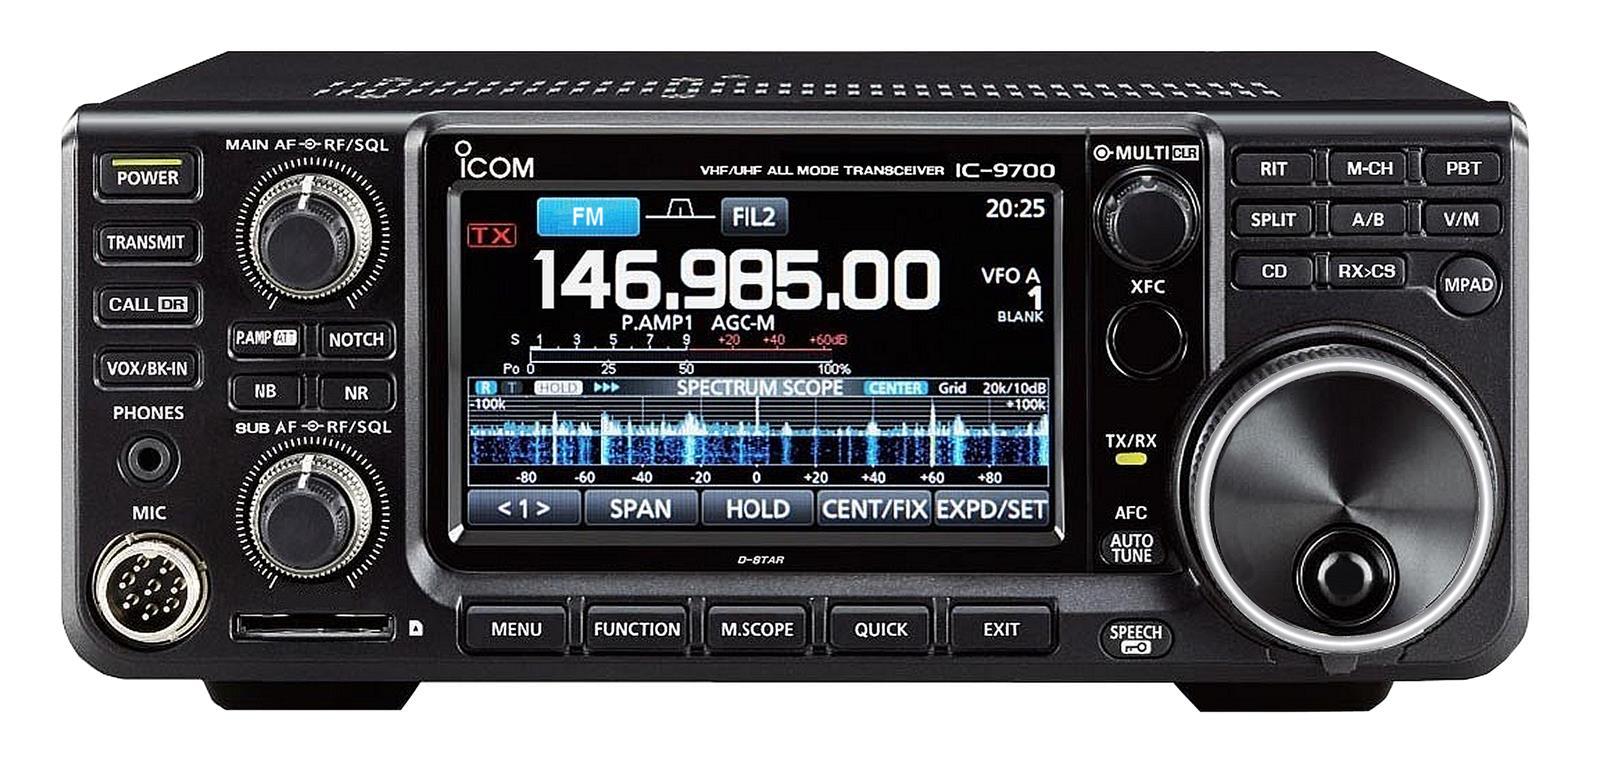 MAIN AF RF/SQL
POWER
TRANSMIT
CALL DR
VOX/BK-IN
P.AMP ATT
NOTCH
NB
NR
PHONES
SUB AF RF/SQL
MIC
ICOM
VHF/UHF ALL MODE TRANSCEIVER IC-9700
FM
FIL2
20:25
TX
146.985.00
VFO A
1
BLANK
P.AMP1 AGC-M
S 1 3 5 7 9 +20 +40 +60dB
Po 0 25 50 100%
R T HOLD SPECTRUM SCOPE CENTER Grid 20k/10dB
-100k +100k
-80 -60 -40 -20 0 +20 +40 +60 +80
<1> SPAN HOLD CENT/FIX EXPD/SET
D-STAR
MENU FUNCTION M.SCOPE QUICK EXIT
MULTI CLR
XFC
TX/RX
AFC
AUTO
TUNE
SPEECH
RIT M-CH PBT
SPLIT A/B V/M
CD RX>CS
MPAD